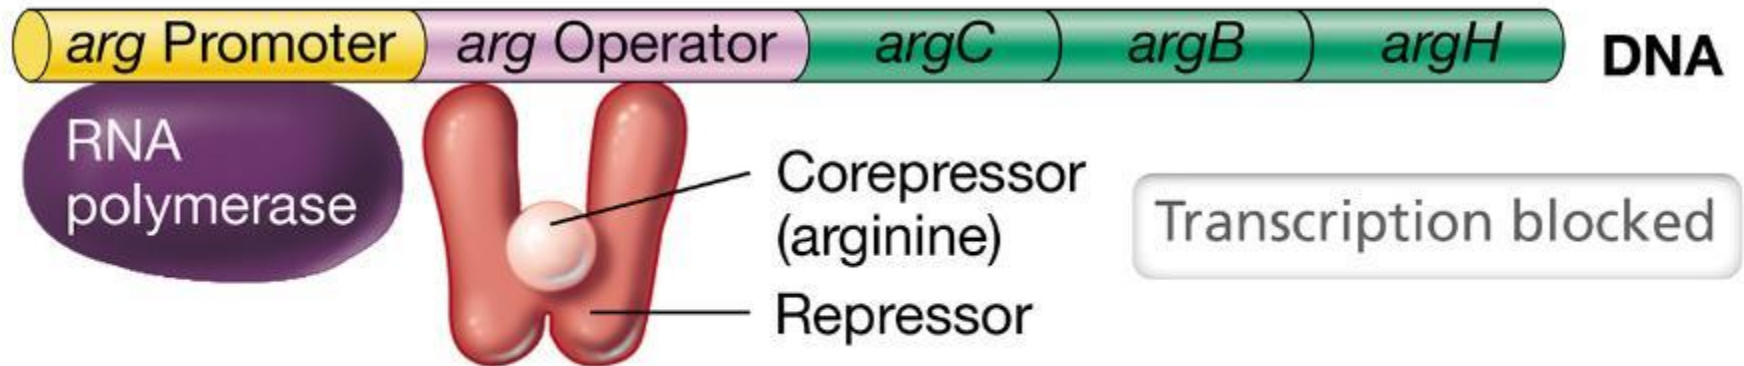 arg Promoter arg Operator argC argB argH DNA
RNA
polymerase
Corepressor
(arginine)
Repressor
Transcription blocked